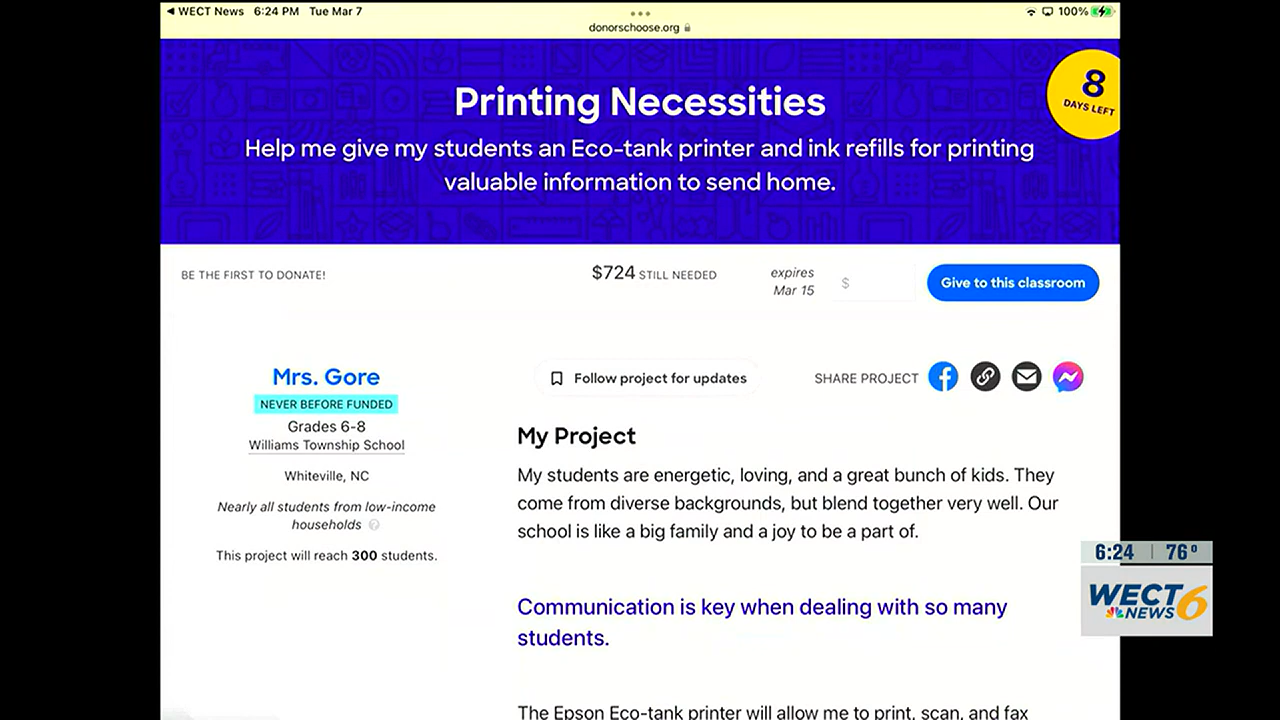 ◀ WECT News 6:24 PM Tue Mar 7
donorschoose.org
100%
8
DAYS LEFT
Printing Necessities
Help me give my students an Eco-tank printer and ink refills for printing
valuable information to send home.
BE THE FIRST TO DONATE!
$724 STILL NEEDED
expires
Mar 15
$
Give to this classroom
Mrs. Gore
NEVER BEFORE FUNDED
Grades 6-8
Williams Township School
Whiteville, NC
Nearly all students from low-income
households ?
This project will reach 300 students.
Follow project for updates
SHARE PROJECT
My Project
My students are energetic, loving, and a great bunch of kids. They
come from diverse backgrounds, but blend together very well. Our
school is like a big family and a joy to be a part of.
Communication is key when dealing with so many
students.
The Epson Eco-tank printer will allow me to print, scan, and fax
6:24 | 76°
WECT 6
NEWS